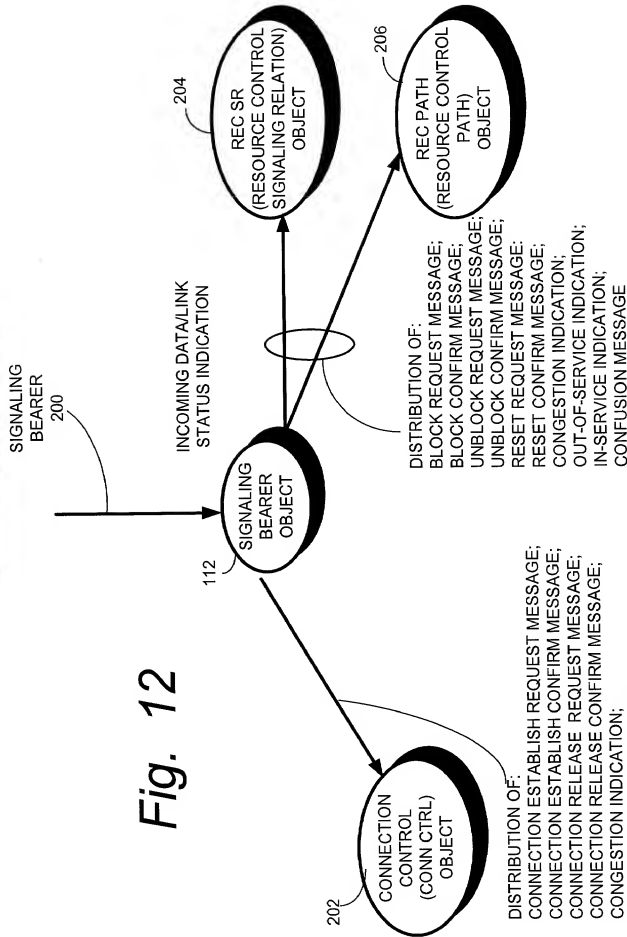 Fig. 12
SIGNALING
BEARER
200
INCOMING DATA/LINK
STATUS INDICATION
112
SIGNALING
BEARER
OBJECT
204
REC SR
(RESOURCE CONTROL
SIGNALING RELATION)
OBJECT
206
REC PATH
(RESOURCE CONTROL
PATH)
OBJECT
202
CONNECTION
CONTROL
(CONN CTRL)
OBJECT
DISTRIBUTION OF:
BLOCK REQUEST MESSAGE;
BLOCK CONFIRM MESSAGE;
UNBLOCK REQUEST MESSAGE;
UNBLOCK CONFIRM MESSAGE;
RESET REQUEST MESSAGE:
RESET CONFIRM MESSAGE;
CONGESTION INDICATION;
OUT-OF-SERVICE INDICATION;
IN-SERVICE INDICATION;
CONFUSION MESSAGE
DISTRIBUTION OF:
CONNECTION ESTABLISH REQUEST MESSAGE;
CONNECTION ESTABLISH CONFIRM MESSAGE;
CONNECTION RELEASE REQUEST MESSAGE;
CONNECTION RELEASE CONFIRM MESSAGE;
CONGESTION INDICATION;